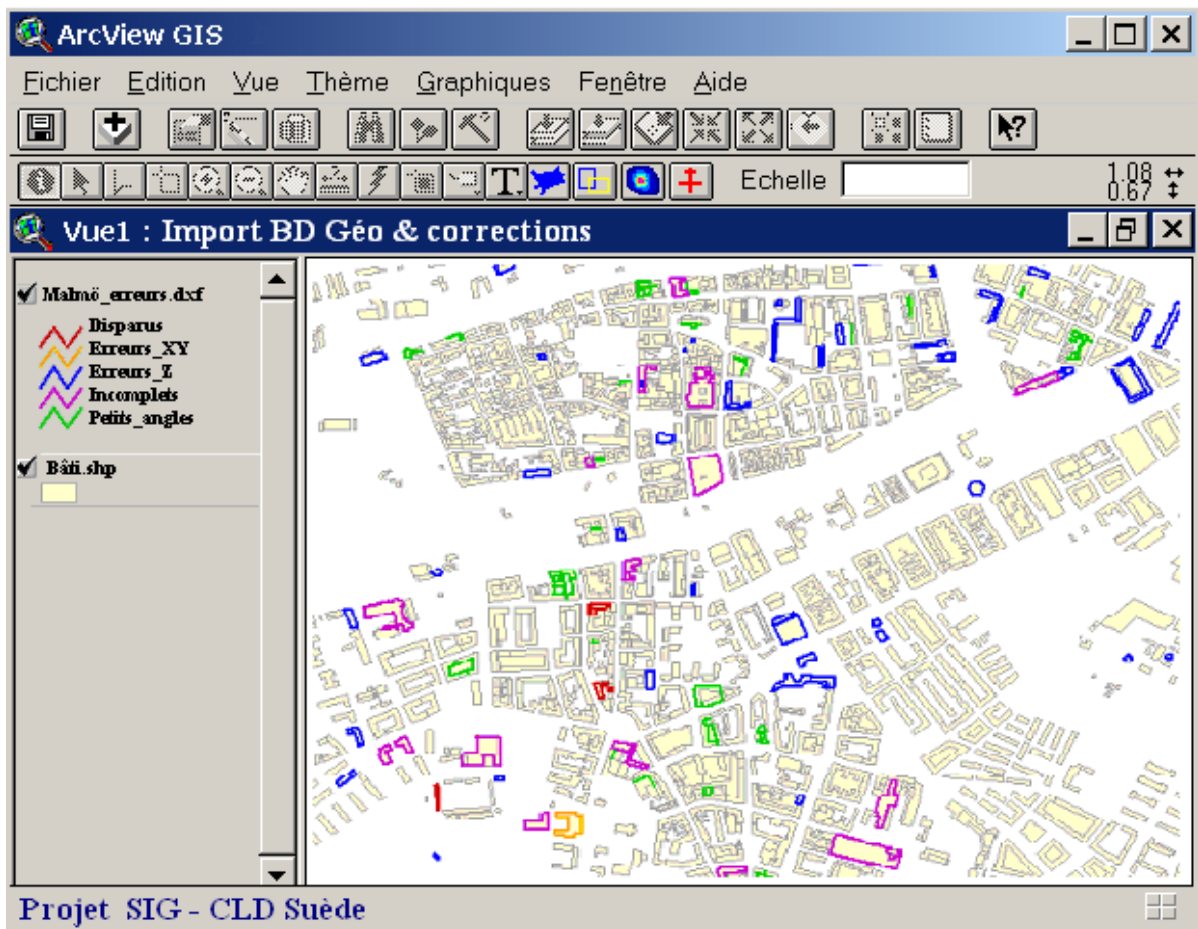 ArcView GIS
Fichier Edition Vue Thème Graphiques Fenêtre Aide
T
Echelle
1.08
0.67
Vue1 : Import BD Géo & corrections
Malmö_erreurs.dxf
Disparus
Erreurs_XY
Erreurs_Z
Incomplets
Petits_angles
Bâti.shp
Projet SIG - CLD Suède